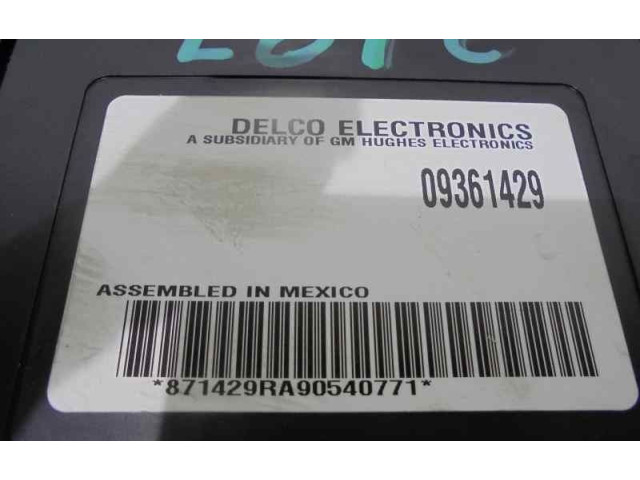 DELCO ELECTRONICS
A SUBSIDIARY OF GM HUGHES ELECTRONICS
09361429
ASSEMBLED IN MEXICO
*871429RA90540771*